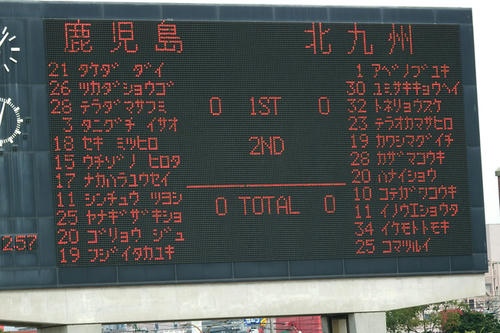 鹿児島 北九州
21 タケダ ダイ
26 ツカダショウゴ
28 テラダマサフミ
3 タニグチ イサオ
18 セキ ミツヒロ
15 ウチゾノ ヒロタ
17 ナカハラユウセイ
11 シンチュウ ツヨシ
25 ヤナギザキショ
20 ゴリョウ ジュ
19 フジイタカユキ
0 1ST 0
2ND
0 TOTAL 0
1 アベノブユキ
30 ユミサキキョウヘイ
32 トネリョウスケ
23 テラオカマサヒロ
19 カワシマダイチ
28 カザマコウキ
20 ハナイショウ
10 コテガワコウキ
11 イノウエショウタ
34 イケモトトモキ
25 コマツルイ
12:57